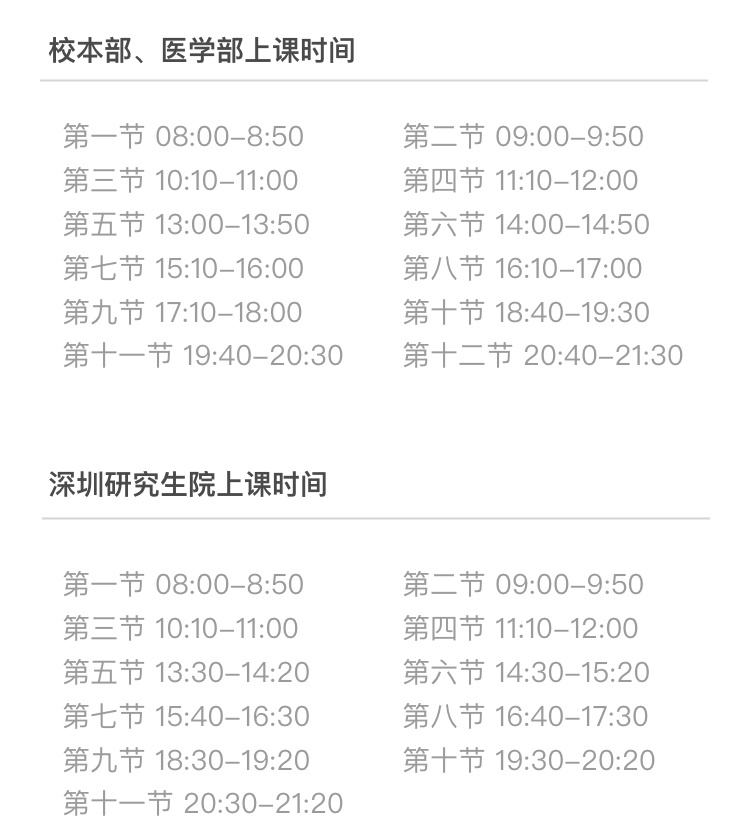 校本部、医学部上课时间
第一节 08:00–8:50 第二节 09:00–9:50
第三节 10:10–11:00 第四节 11:10–12:00
第五节 13:00–13:50 第六节 14:00–14:50
第七节 15:10–16:00 第八节 16:10–17:00
第九节 17:10–18:00 第十节 18:40–19:30
第十一节 19:40–20:30 第十二节 20:40–21:30
深圳研究生院上课时间
第一节 08:00–8:50 第二节 09:00–9:50
第三节 10:10–11:00 第四节 11:10–12:00
第五节 13:30–14:20 第六节 14:30–15:20
第七节 15:40–16:30 第八节 16:40–17:30
第九节 18:30–19:20 第十节 19:30–20:20
第十一节 20:30–21:20